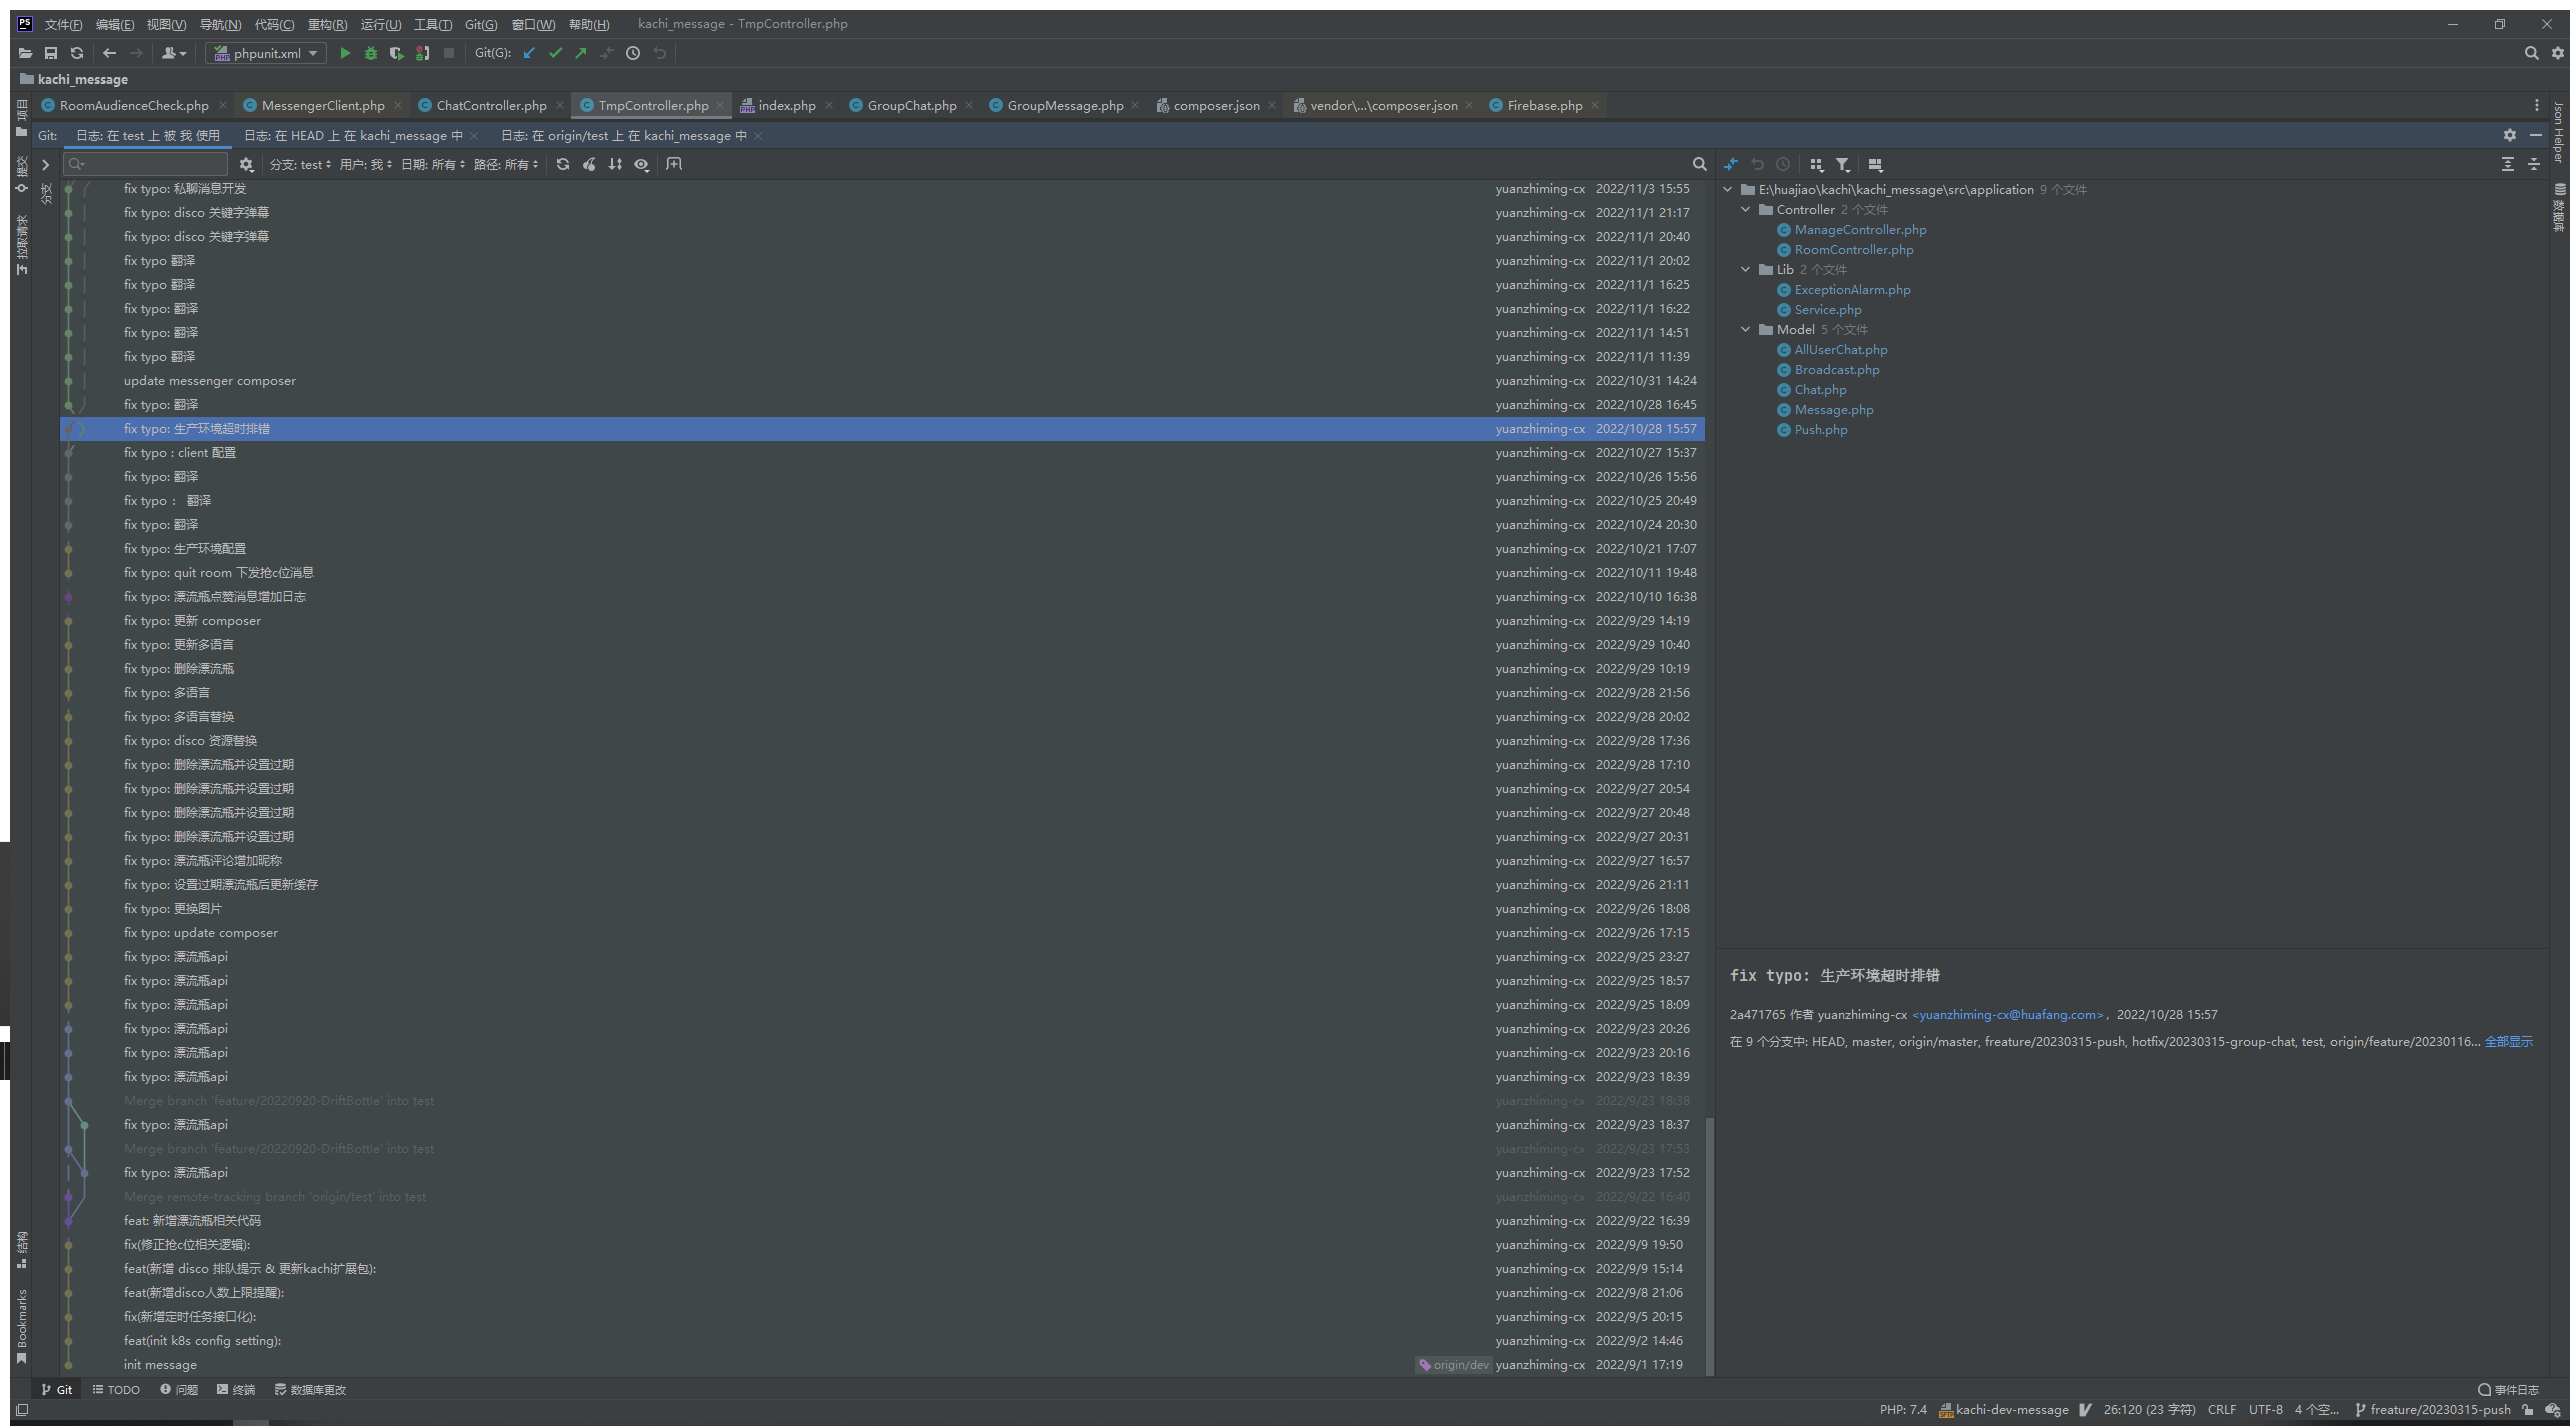 文件(F) 编辑(E) 视图(V) 导航(N) 代码(C) 重构(R) 运行(U) 工具(T) Git(G) 窗口(W) 帮助(H) kachi_message - TmpController.php
phpunit.xml Git(G):
kachi_message
RoomAudienceCheck.php MessengerClient.php ChatController.php TmpController.php index.php GroupChat.php GroupMessage.php composer.json vendor\...\composer.json Firebase.php
Git: 日志: 在 test 上 被 我 使用 日志: 在 HEAD 上 在 kachi_message 中 日志: 在 origin/test 上 在 kachi_message 中
分支: test 用户: 我 日期: 所有 路径: 所有
fix typo: 私聊消息开发 yuanzhiming-cx 2022/11/3 15:55
fix typo: disco 关键字弹幕 yuanzhiming-cx 2022/11/1 21:17
fix typo: disco 关键字弹幕 yuanzhiming-cx 2022/11/1 20:40
fix typo 翻译 yuanzhiming-cx 2022/11/1 20:02
fix typo 翻译 yuanzhiming-cx 2022/11/1 16:25
fix typo: 翻译 yuanzhiming-cx 2022/11/1 16:22
fix typo: 翻译 yuanzhiming-cx 2022/11/1 14:51
fix typo 翻译 yuanzhiming-cx 2022/11/1 11:39
update messenger composer yuanzhiming-cx 2022/10/31 14:24
fix typo: 翻译 yuanzhiming-cx 2022/10/28 16:45
fix typo: 生产环境超时排错 yuanzhiming-cx 2022/10/28 15:57
fix typo : client 配置 yuanzhiming-cx 2022/10/27 15:37
fix typo: 翻译 yuanzhiming-cx 2022/10/26 15:56
fix typo ： 翻译 yuanzhiming-cx 2022/10/25 20:49
fix typo: 翻译 yuanzhiming-cx 2022/10/24 20:30
fix typo: 生产环境配置 yuanzhiming-cx 2022/10/21 17:07
fix typo: quit room 下发抢c位消息 yuanzhiming-cx 2022/10/11 19:48
fix typo: 漂流瓶点赞消息增加日志 yuanzhiming-cx 2022/10/10 16:38
fix typo: 更新 composer yuanzhiming-cx 2022/9/29 14:19
fix typo: 更新多语言 yuanzhiming-cx 2022/9/29 10:40
fix typo: 删除漂流瓶 yuanzhiming-cx 2022/9/29 10:19
fix typo: 多语言 yuanzhiming-cx 2022/9/28 21:56
fix typo: 多语言替换 yuanzhiming-cx 2022/9/28 20:02
fix typo: disco 资源替换 yuanzhiming-cx 2022/9/28 17:36
fix typo: 删除漂流瓶并设置过期 yuanzhiming-cx 2022/9/28 17:10
fix typo: 删除漂流瓶并设置过期 yuanzhiming-cx 2022/9/27 20:54
fix typo: 删除漂流瓶并设置过期 yuanzhiming-cx 2022/9/27 20:48
fix typo: 删除漂流瓶并设置过期 yuanzhiming-cx 2022/9/27 20:31
fix typo: 漂流瓶评论增加昵称 yuanzhiming-cx 2022/9/27 16:57
fix typo: 设置过期漂流瓶后更新缓存 yuanzhiming-cx 2022/9/26 21:11
fix typo: 更换图片 yuanzhiming-cx 2022/9/26 18:08
fix typo: update composer yuanzhiming-cx 2022/9/26 17:15
fix typo: 漂流瓶api yuanzhiming-cx 2022/9/25 23:27
fix typo: 漂流瓶api yuanzhiming-cx 2022/9/25 18:57
fix typo: 漂流瓶api yuanzhiming-cx 2022/9/25 18:09
fix typo: 漂流瓶api yuanzhiming-cx 2022/9/23 20:26
fix typo: 漂流瓶api yuanzhiming-cx 2022/9/23 20:16
fix typo: 漂流瓶api yuanzhiming-cx 2022/9/23 18:39
Merge branch 'feature/20220920-DriftBottle' into test yuanzhiming-cx 2022/9/23 18:38
fix typo: 漂流瓶api yuanzhiming-cx 2022/9/23 18:37
Merge branch 'feature/20220920-DriftBottle' into test yuanzhiming-cx 2022/9/23 17:53
fix typo: 漂流瓶api yuanzhiming-cx 2022/9/23 17:52
Merge remote-tracking branch 'origin/test' into test yuanzhiming-cx 2022/9/22 16:40
feat: 新增漂流瓶相关代码 yuanzhiming-cx 2022/9/22 16:39
fix(修正抢c位相关逻辑): yuanzhiming-cx 2022/9/9 19:50
feat(新增 disco 排队提示 & 更新kachi扩展包): yuanzhiming-cx 2022/9/9 15:14
feat(新增disco人数上限提醒): yuanzhiming-cx 2022/9/8 21:06
fix(新增定时任务接口化): yuanzhiming-cx 2022/9/5 20:15
feat(init k8s config setting): yuanzhiming-cx 2022/9/2 14:46
init message origin/dev yuanzhiming-cx 2022/9/1 17:19
E:\huajiao\kachi\kachi_message\src\application 9 个文件
Controller 2 个文件
ManageController.php
RoomController.php
Lib 2 个文件
ExceptionAlarm.php
Service.php
Model 5 个文件
AllUserChat.php
Broadcast.php
Chat.php
Message.php
Push.php
fix typo: 生产环境超时排错
2a471765 作者 yuanzhiming-cx <yuanzhiming-cx@huafang.com>, 2022/10/28 15:57
在 9 个分支中: HEAD, master, origin/master, freature/20230315-push, hotfix/20230315-group-chat, test, origin/feature/20230116... 全部显示
项目
提交
拉取请求
分支
结构
Bookmarks
Json Helper
数据库
Git TODO 问题 终端 数据库更改 事件日志
PHP: 7.4 kachi-dev-message 26:120 (23 字符) CRLF UTF-8 4 个空... freature/20230315-push